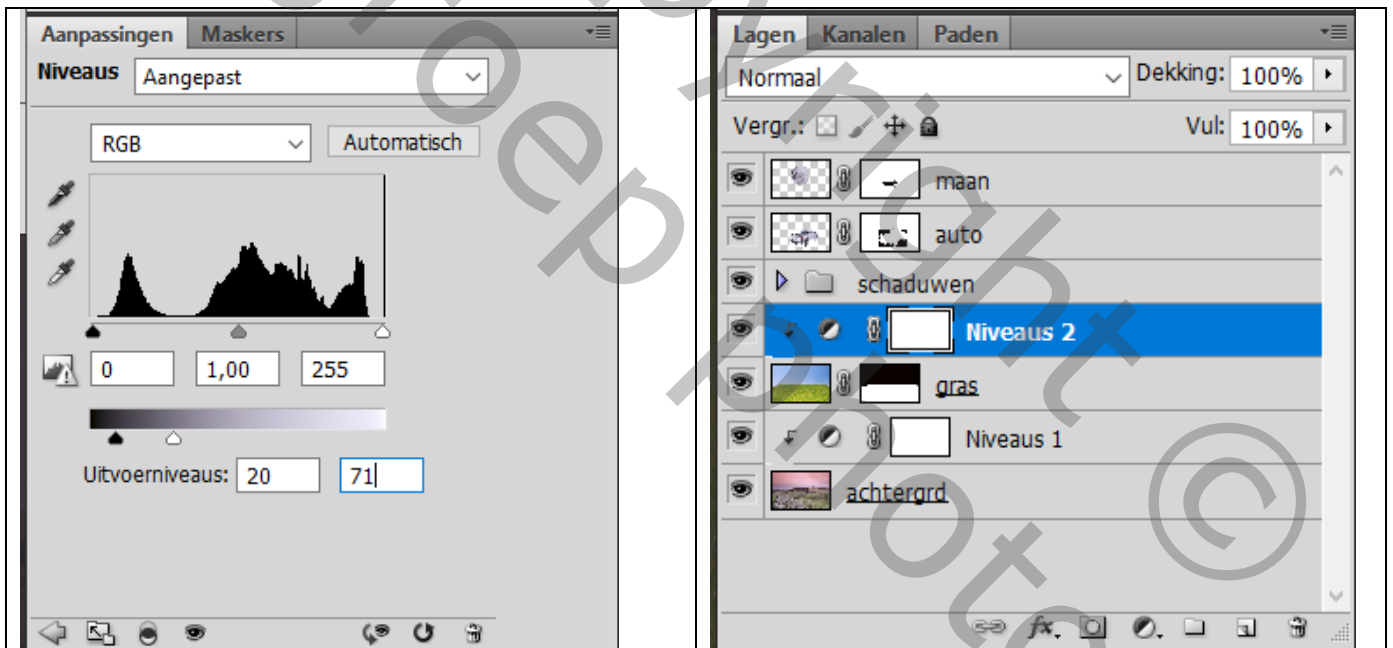 Aanpassingen Maskers
Niveaus Aangepast
RGB Automatisch
0 1,00 255
Uitvoerniveaus: 20 71
Lagen Kanalen Paden
Normaal Dekking: 100%
Vergr.: Vul: 100%
maan
auto
schaduwen
Niveaus 2
gras
Niveaus 1
achtergrd
fx.
©